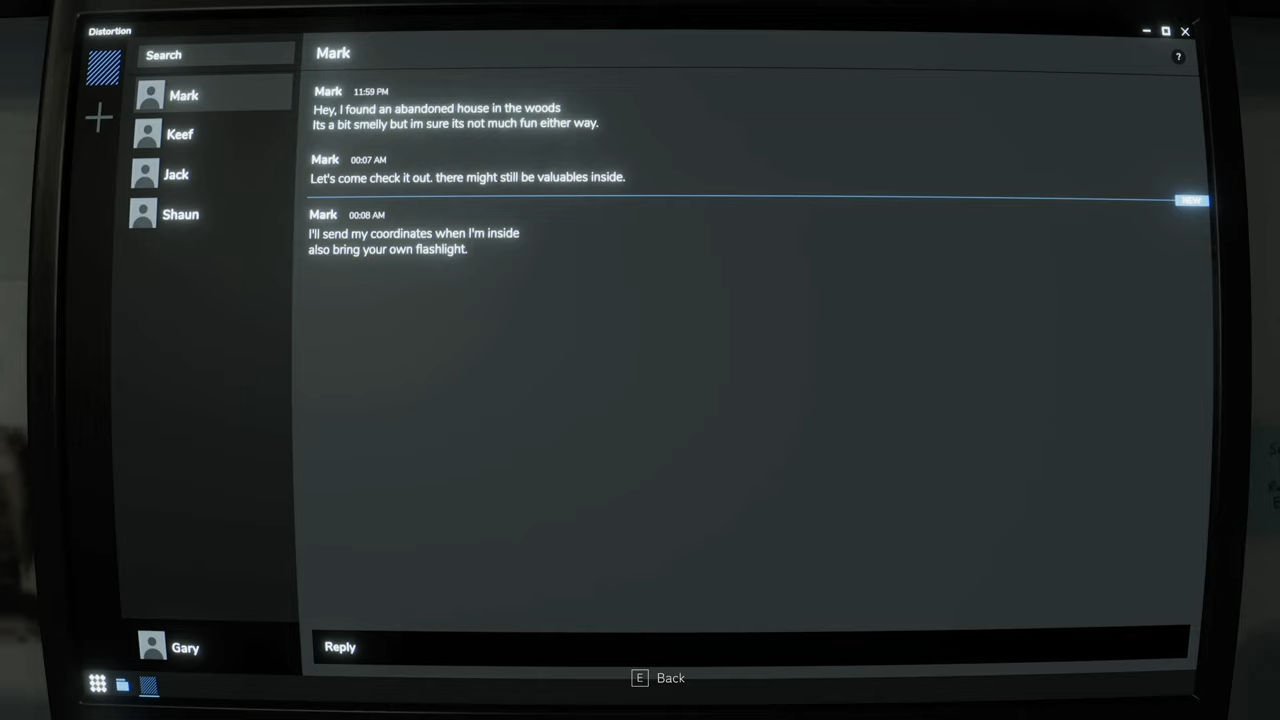 Distortion
Search
Mark
Keef
Jack
Shaun
Gary
Mark
?
Mark 11:59 PM
Hey, I found an abandoned house in the woods
Its a bit smelly but im sure its not much fun either way.
Mark 00:07 AM
Let's come check it out. there might still be valuables inside.
NEW
Mark 00:08 AM
I'll send my coordinates when I'm inside
also bring your own flashlight.
Reply
E Back